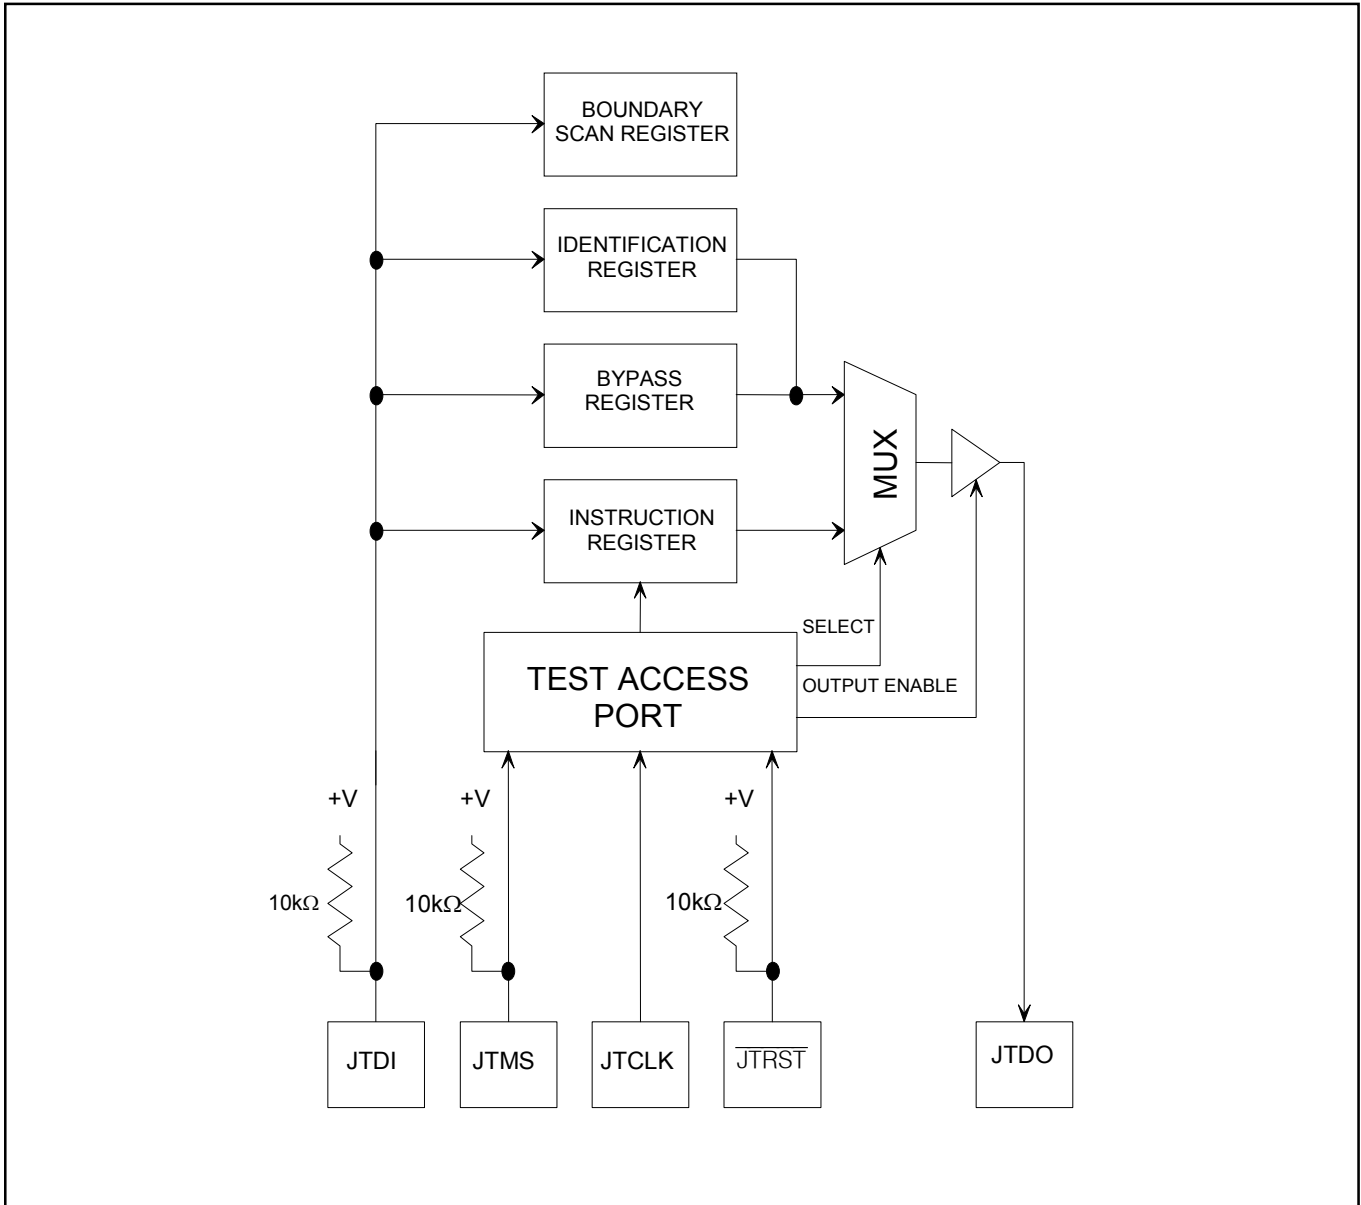 BOUNDARY
SCAN REGISTER
IDENTIFICATION
REGISTER
BYPASS
REGISTER
MUX
INSTRUCTION
REGISTER
SELECT
TEST ACCESS
PORT
OUTPUT ENABLE
+V
+V
+V
10kΩ
10kΩ
10kΩ
JTDI
JTMS
JTCLK
JTRST
JTDO